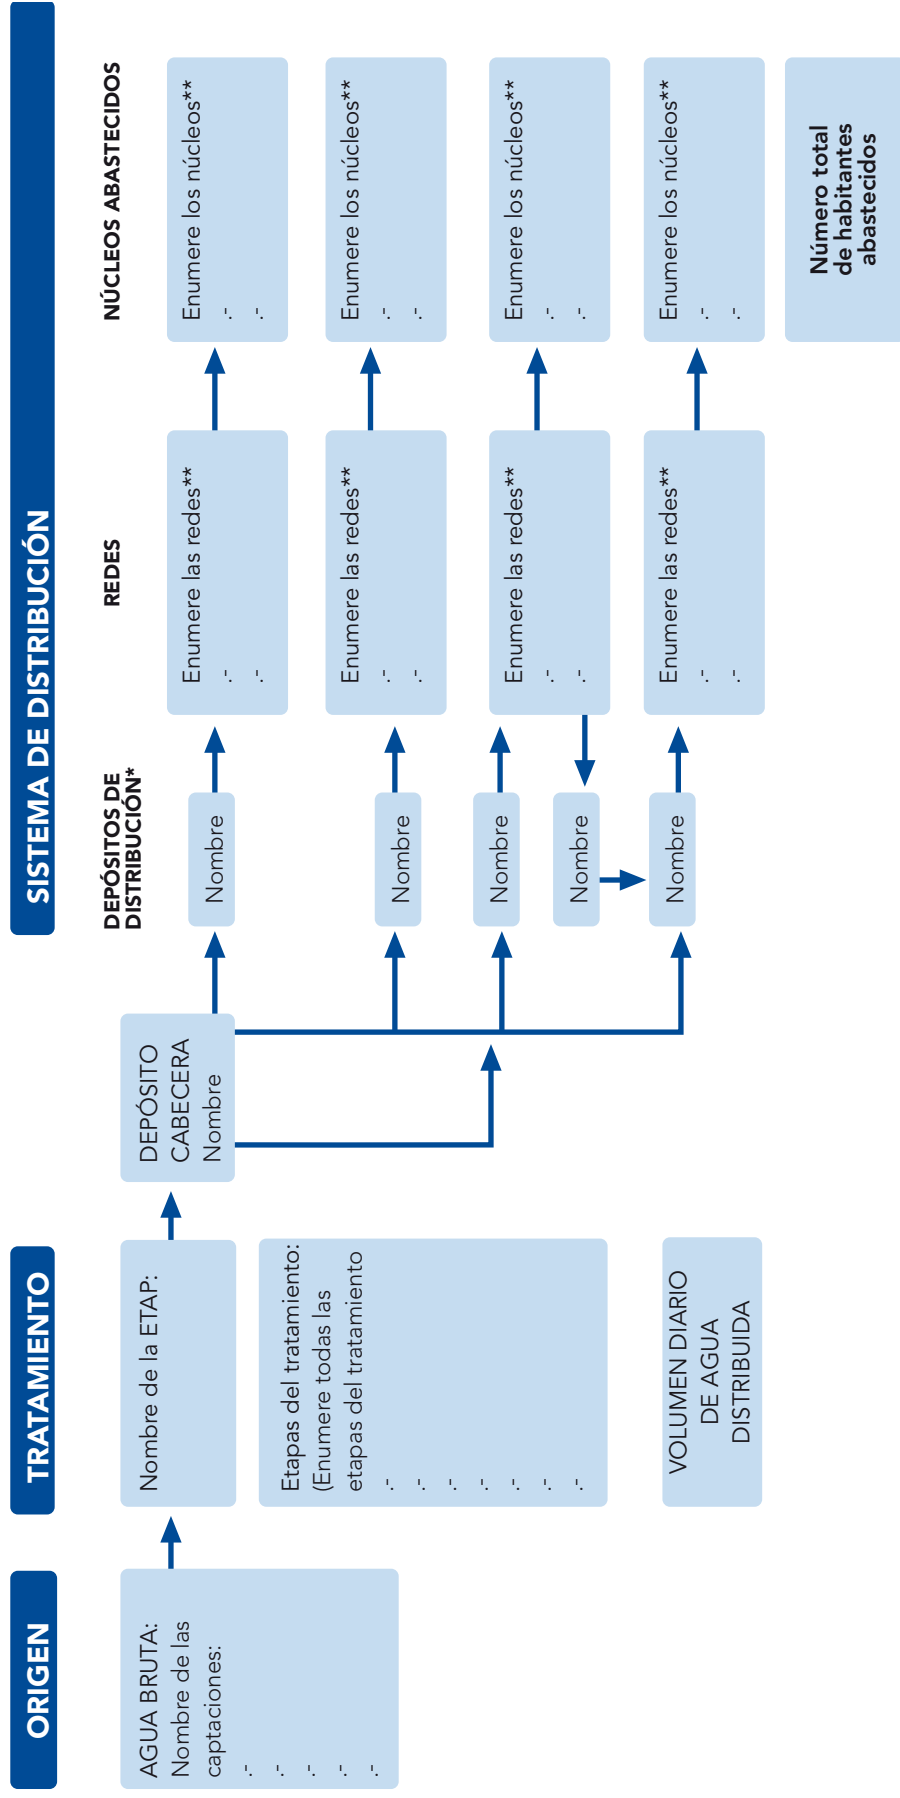 ORIGEN
TRATAMIENTO
SISTEMA DE DISTRIBUCIÓN
AGUA BRUTA:
Nombre de las
captaciones:
.-
.-
.-
.-
.-
Nombre de la ETAP:
Etapas del tratamiento:
(Enumere todas las
etapas del tratamiento
.-
.-
.-
.-
.-
.-
.-
VOLUMEN DIARIO
DE AGUA
DISTRIBUIDA
DEPÓSITO
CABECERA
Nombre
DEPÓSITOS DE
DISTRIBUCIÓN*
Nombre
Nombre
Nombre
Nombre
Nombre
REDES
Enumere las redes**
.-
.-
Enumere las redes**
.-
.-
Enumere las redes**
.-
.-
Enumere las redes**
.-
.-
NÚCLEOS ABASTECIDOS
Enumere los núcleos**
.-
.-
Enumere los núcleos**
.-
.-
Enumere los núcleos**
.-
.-
Enumere los núcleos**
.-
.-
Número total
de habitantes
abastecidos